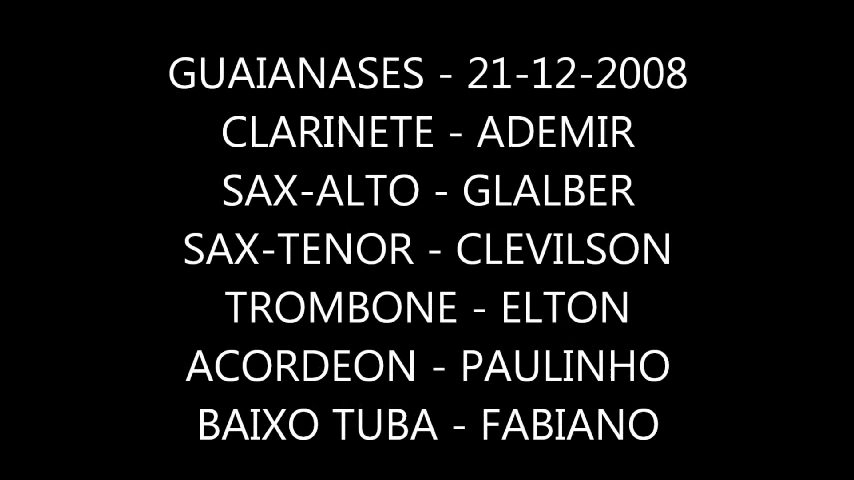 GUAIANASES - 21-12-2008
CLARINETE - ADEMIR
SAX-ALTO - GLALBER
SAX-TENOR - CLEVILSON
TROMBONE - ELTON
ACORDEON - PAULINHO
BAIXO TUBA - FABIANO